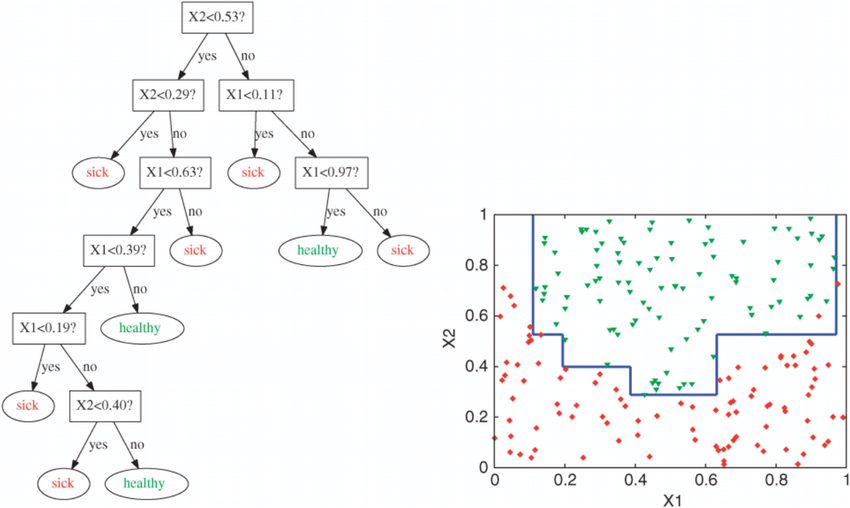 X2<0.53?
yes no
X2<0.29? X1<0.11?
yes no yes no
sick X1<0.63? sick X1<0.97?
yes no yes no
X1<0.39? sick healthy sick
yes no
X1<0.19? healthy
yes no
sick X2<0.40?
yes no
sick healthy
1
0.8
0.6
0.4
0.2
0
X2
0 0.2 0.4 0.6 0.8 1
X1